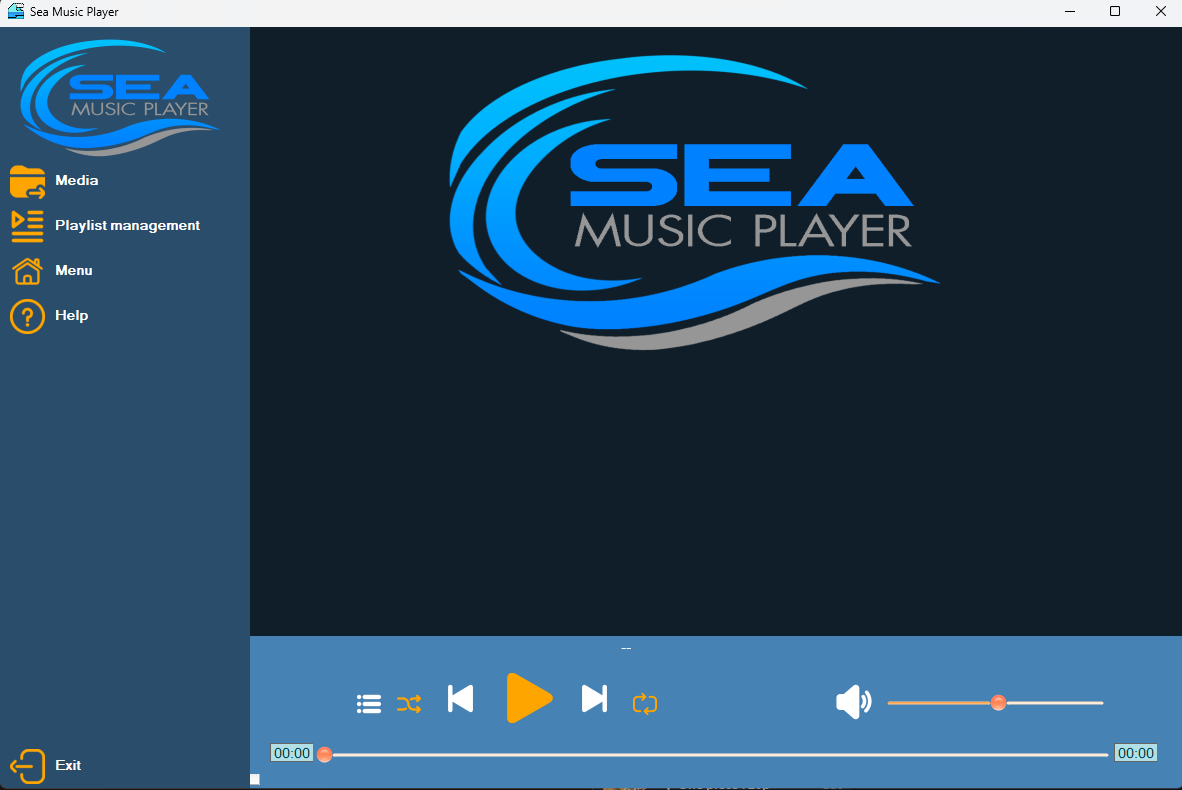 Sea Music Player
SEA
MUSIC PLAYER
Media
Playlist management
Menu
Help
Exit
SEA
MUSIC PLAYER
--
00:00
00:00